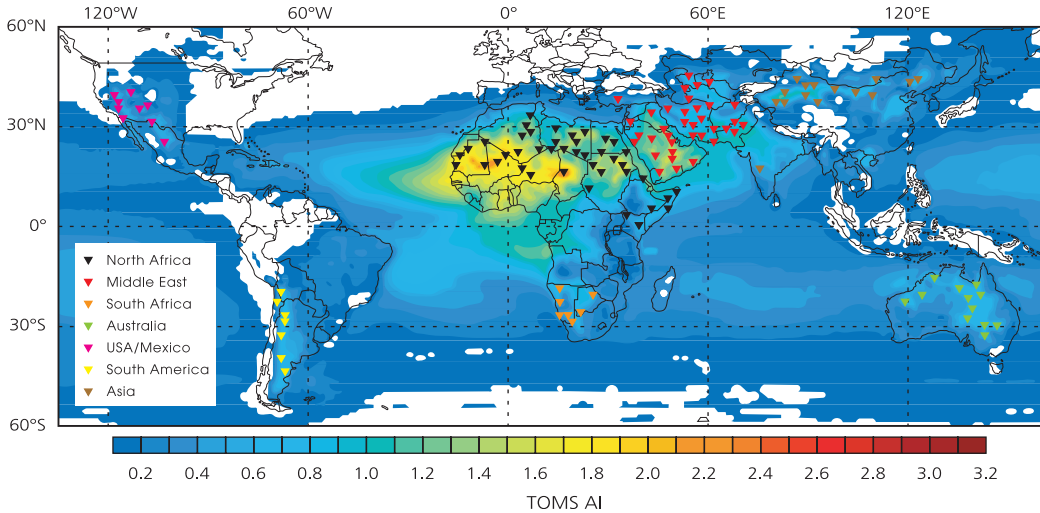 120°W 60°W 0° 60°E 120°E
60°N
30°N
0°
30°S
60°S
North Africa
Middle East
South Africa
Australia
USA/Mexico
South America
Asia
0.2 0.4 0.6 0.8 1.0 1.2 1.4 1.6 1.8 2.0 2.2 2.4 2.6 2.8 3.0 3.2
TOMS AI